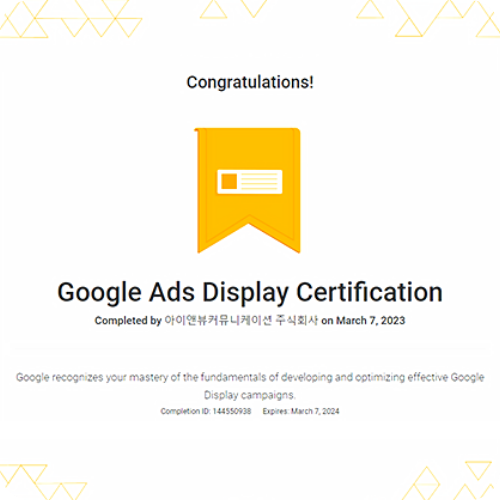 Congratulations!
Google Ads Display Certification
Completed by 아이앤뷰커뮤니케이션 주식회사 on March 7, 2023
Google recognizes your mastery of the fundamentals of developing and optimizing effective Google
Display campaigns.
Completion ID: 144550938 Expires: March 7, 2024